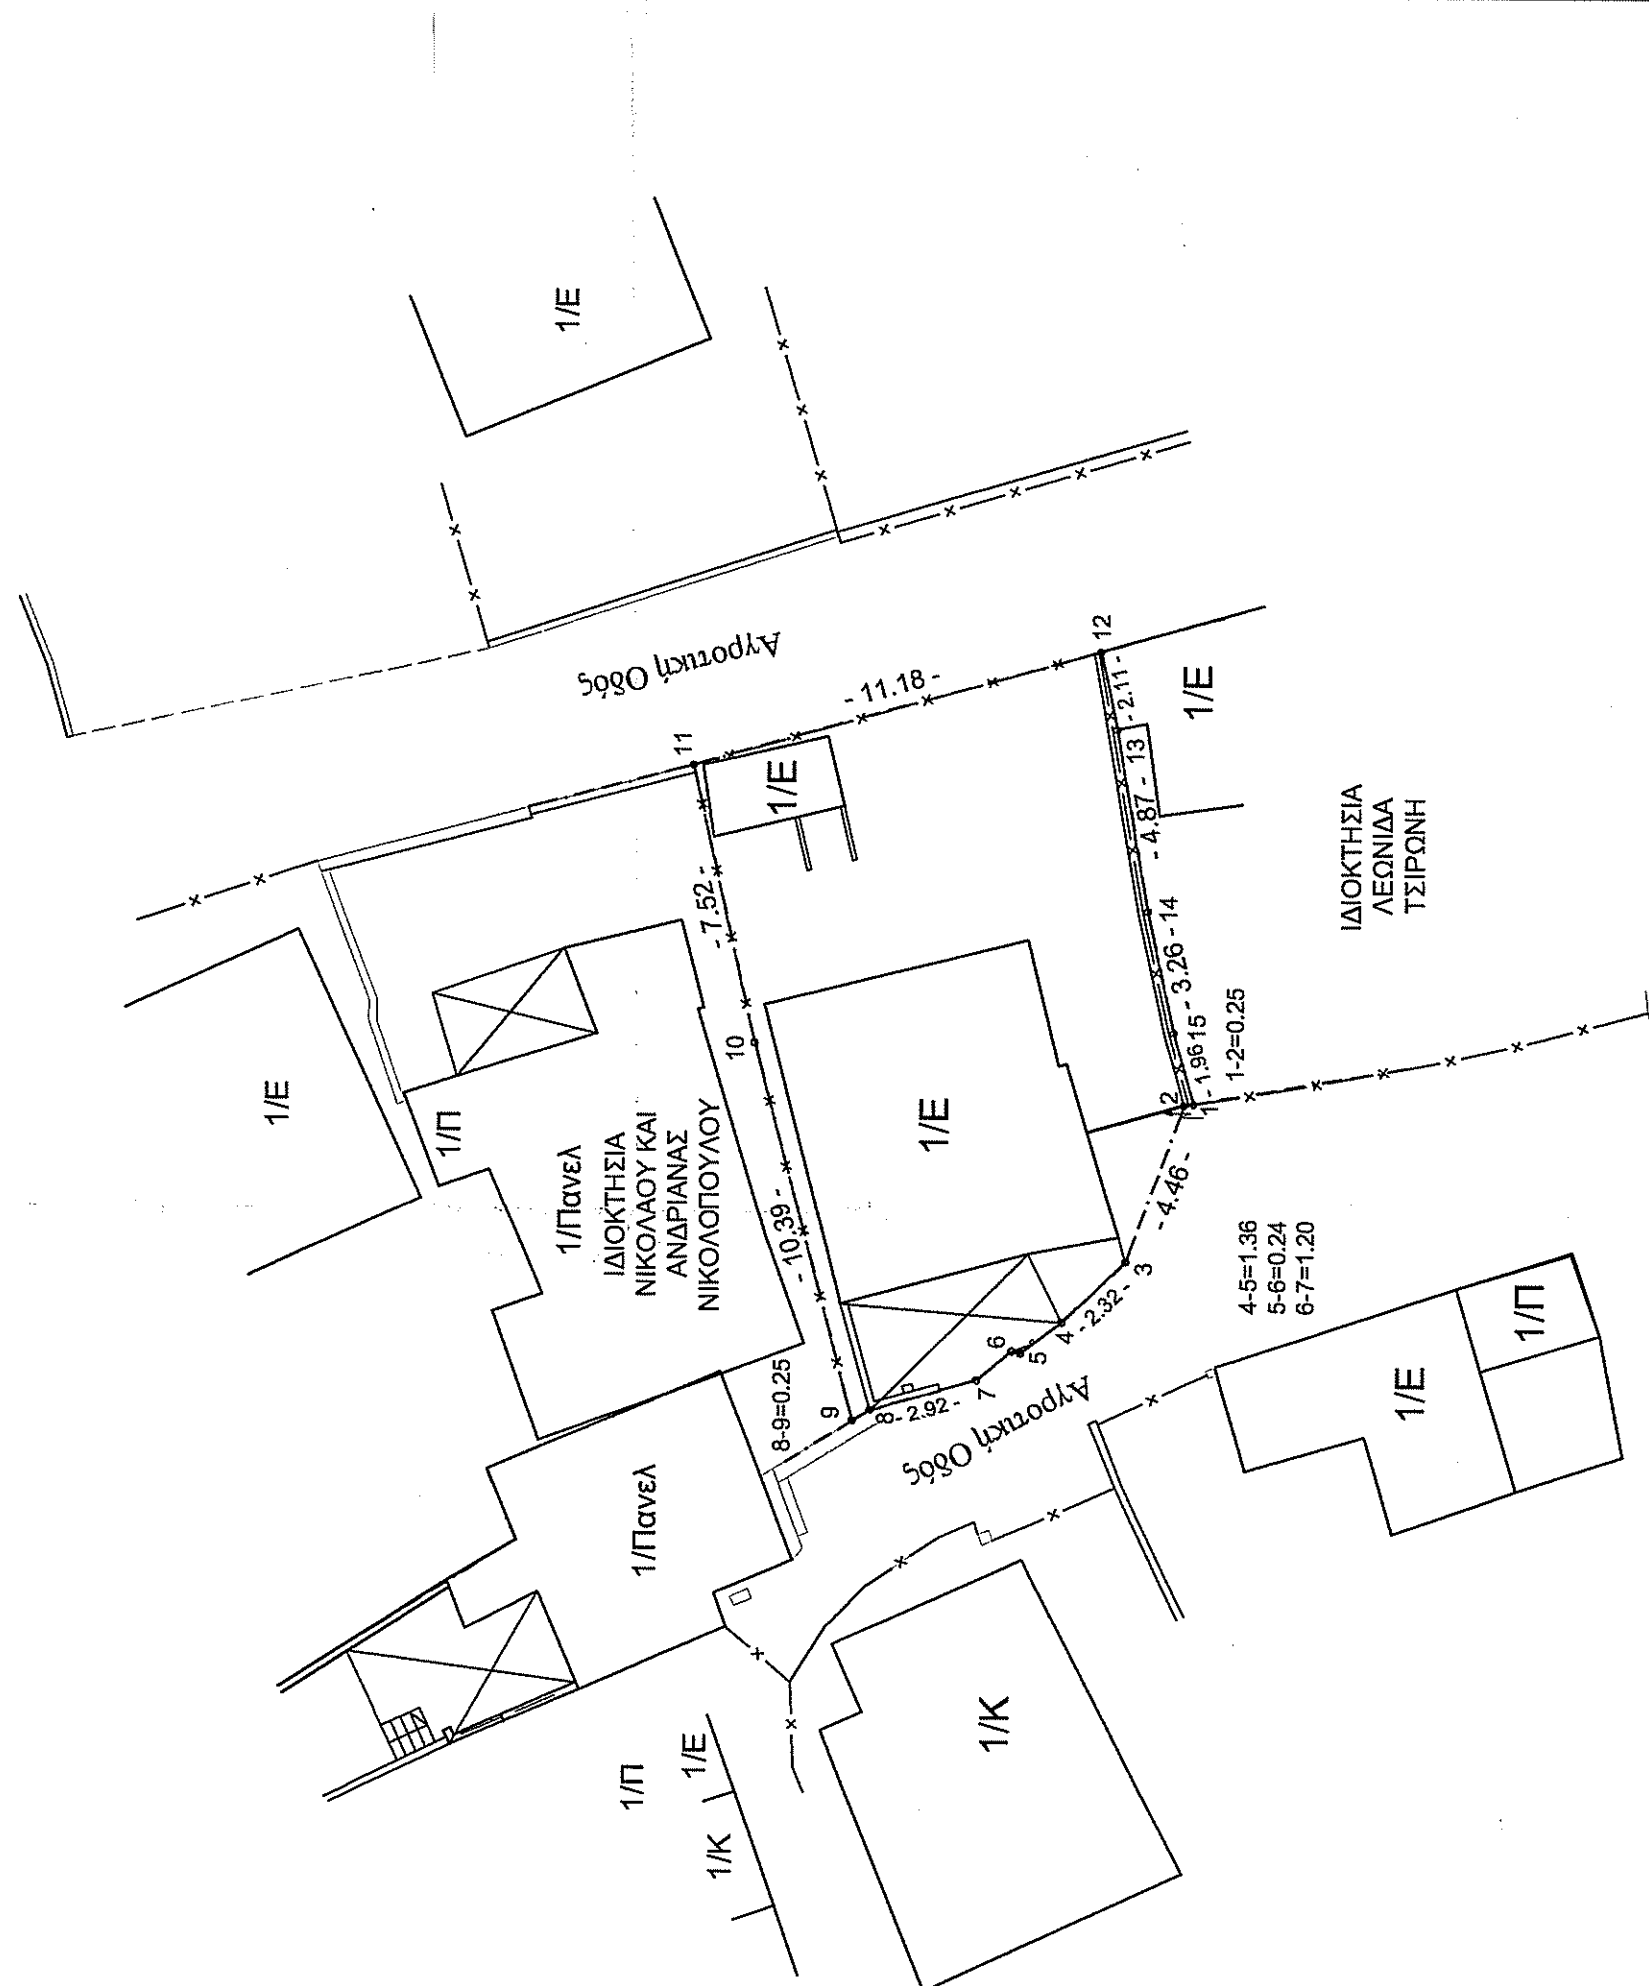 1/Ε
1/Ε
Αγροτική Οδός
- 11.18 -
12
- 2.11 -
1/Ε
13
- 4.87 -
14
- 3.26 -
15
- 1.96
1
2
1-2=0.25
11
1/Ε
- 7.52 -
10
- 10.39 -
9
8-9=0.25
8
- 2.92 -
7
6
5
4
- 2.32 -
3
- 4.46 -
4-5=1.36
5-6=0.24
6-7=1.20
1/Ε
1/Π
1/Πανελ
ΙΔΙΟΚΤΗΣΙΑ
ΝΙΚΟΛΑΟΥ ΚΑΙ
ΑΝΔΡΙΑΝΑΣ
ΝΙΚΟΛΟΠΟΥΛΟΥ
ΙΔΙΟΚΤΗΣΙΑ
ΛΕΩΝΙΔΑ
ΤΣΙΡΩΝΗ
1/Πανελ
Αγροτική Οδός
1/Ε
1/Π
1/Κ
1/Π
1/Ε
1/Κ